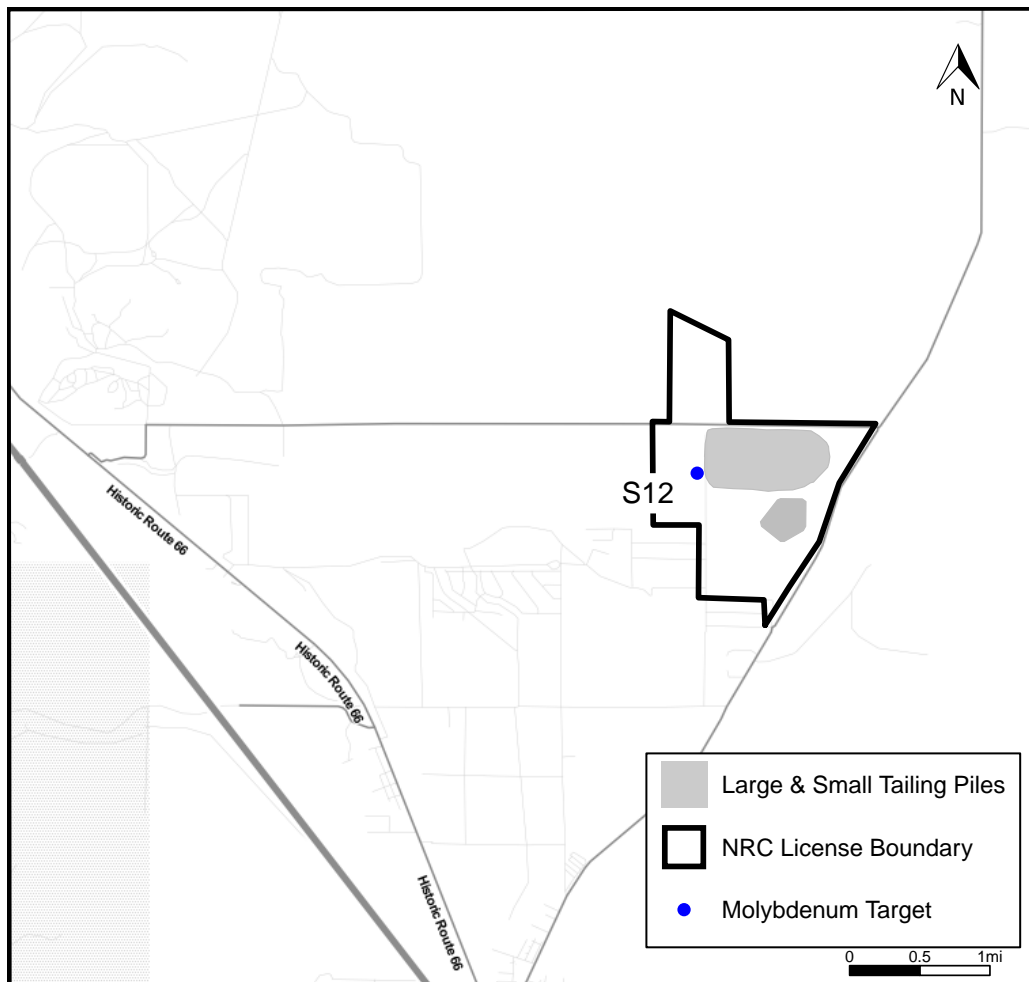 N
S12
Historic Route 66
Historic Route 66
Historic Route 66
Large & Small Tailing Piles
NRC License Boundary
Molybdenum Target
0 0.5 1mi